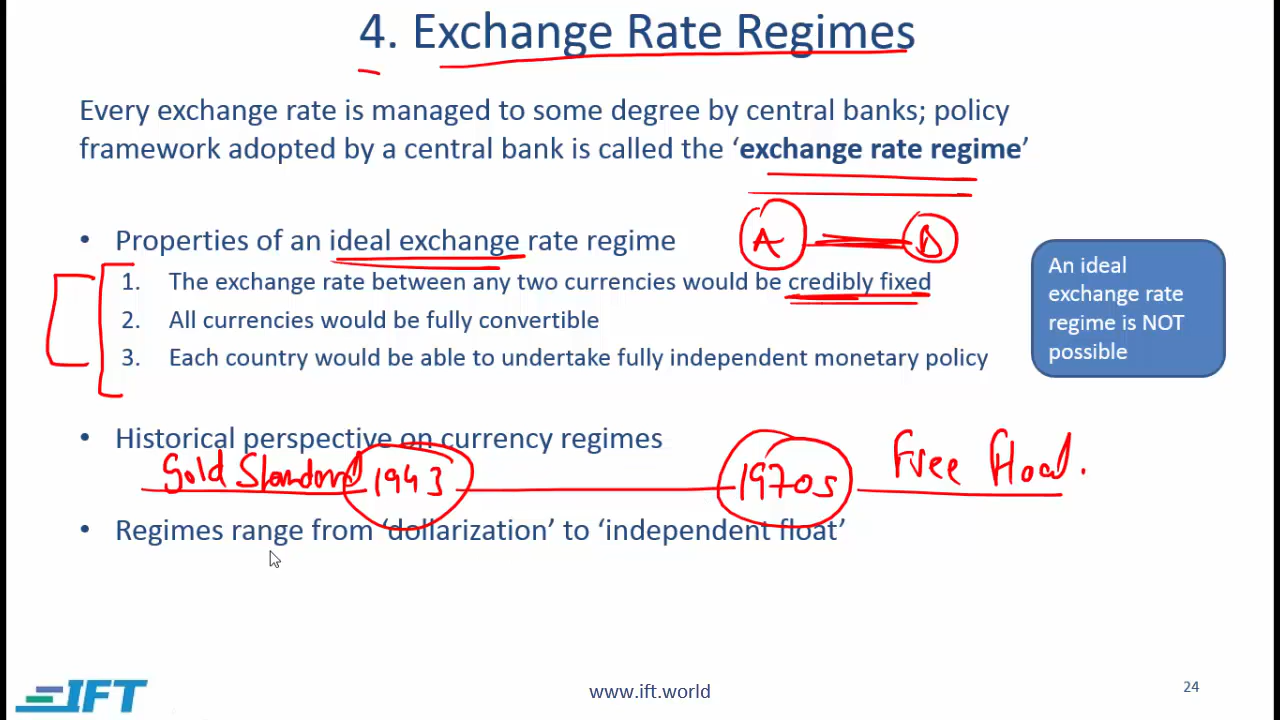 4. Exchange Rate Regimes
Every exchange rate is managed to some degree by central banks; policy
framework adopted by a central bank is called the ‘exchange rate regime’
• Properties of an ideal exchange rate regime
A B
1. The exchange rate between any two currencies would be credibly fixed
2. All currencies would be fully convertible
3. Each country would be able to undertake fully independent monetary policy
An ideal
exchange rate
regime is NOT
possible
• Historical perspective on currency regimes
Gold Standard 1943 1970s Free Float.
• Regimes range from ‘dollarization’ to ‘independent float’
IFT
www.ift.world
24